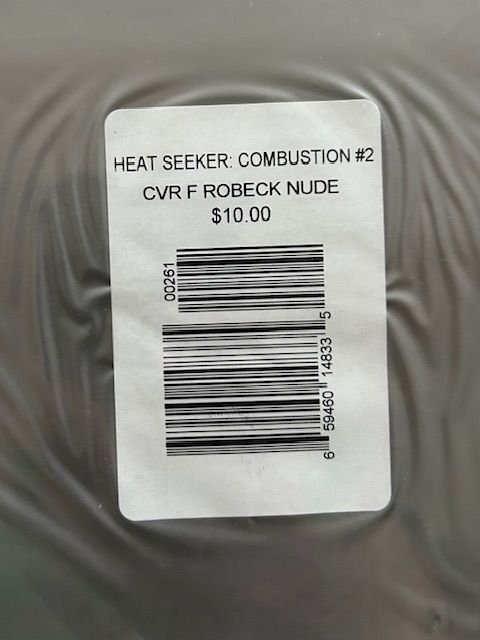 HEAT SEEKER: COMBUSTION #2
CVR F ROBECK NUDE
$10.00
00261
6 59460 14833 5